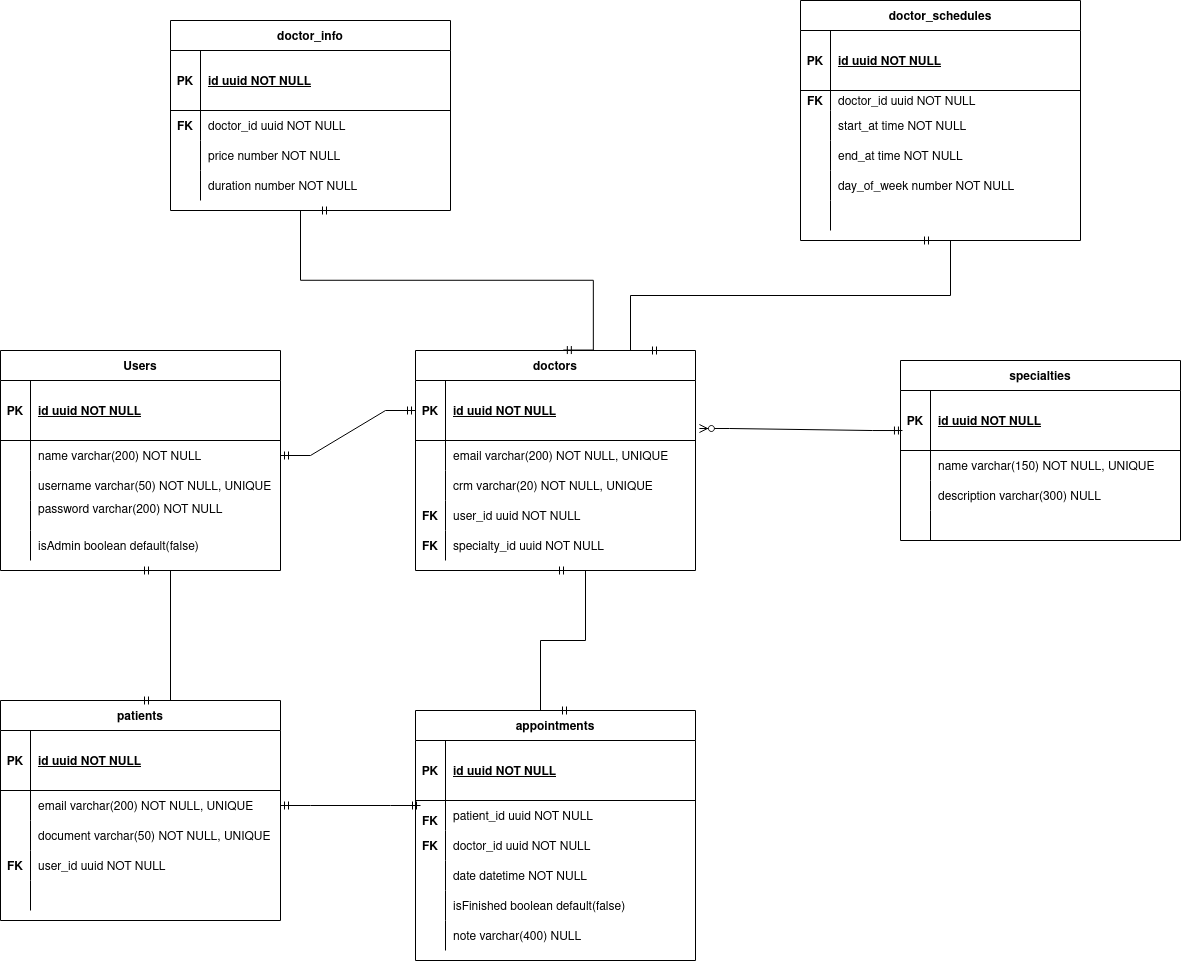 doctor_info
PK id uuid NOT NULL
FK doctor_id uuid NOT NULL
price number NOT NULL
duration number NOT NULL
doctor_schedules
PK id uuid NOT NULL
FK doctor_id uuid NOT NULL
start_at time NOT NULL
end_at time NOT NULL
day_of_week number NOT NULL
Users
PK id uuid NOT NULL
name varchar(200) NOT NULL
username varchar(50) NOT NULL, UNIQUE
password varchar(200) NOT NULL
isAdmin boolean default(false)
doctors
PK id uuid NOT NULL
email varchar(200) NOT NULL, UNIQUE
crm varchar(20) NOT NULL, UNIQUE
FK user_id uuid NOT NULL
FK specialty_id uuid NOT NULL
specialties
PK id uuid NOT NULL
name varchar(150) NOT NULL, UNIQUE
description varchar(300) NULL
patients
PK id uuid NOT NULL
email varchar(200) NOT NULL, UNIQUE
document varchar(50) NOT NULL, UNIQUE
FK user_id uuid NOT NULL
appointments
PK id uuid NOT NULL
FK patient_id uuid NOT NULL
FK doctor_id uuid NOT NULL
date datetime NOT NULL
isFinished boolean default(false)
note varchar(400) NULL